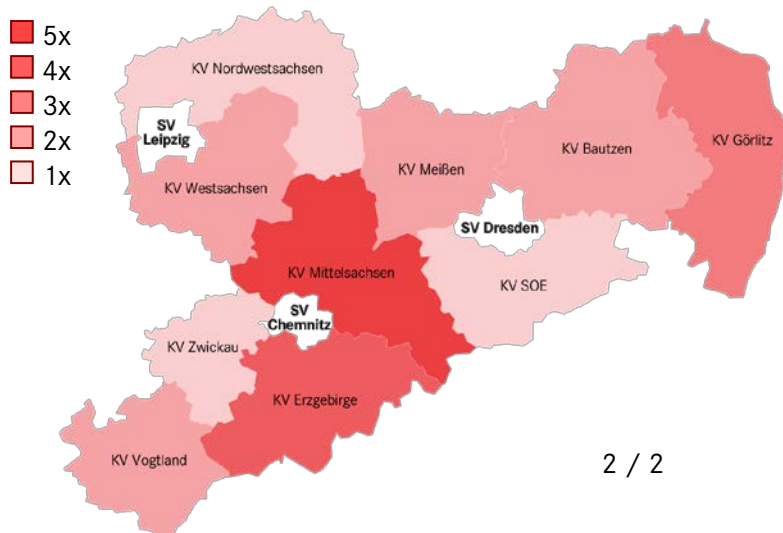 5x
4x
3x
2x
1x
KV Nordwestsachsen
SV
Leipzig
KV Westsachsen
KV Meißen
KV Bautzen
KV Görlitz
SV Dresden
KV Mittelsachsen
KV SOE
SV
Chemnitz
KV Zwickau
KV Erzgebirge
KV Vogtland
2 / 2